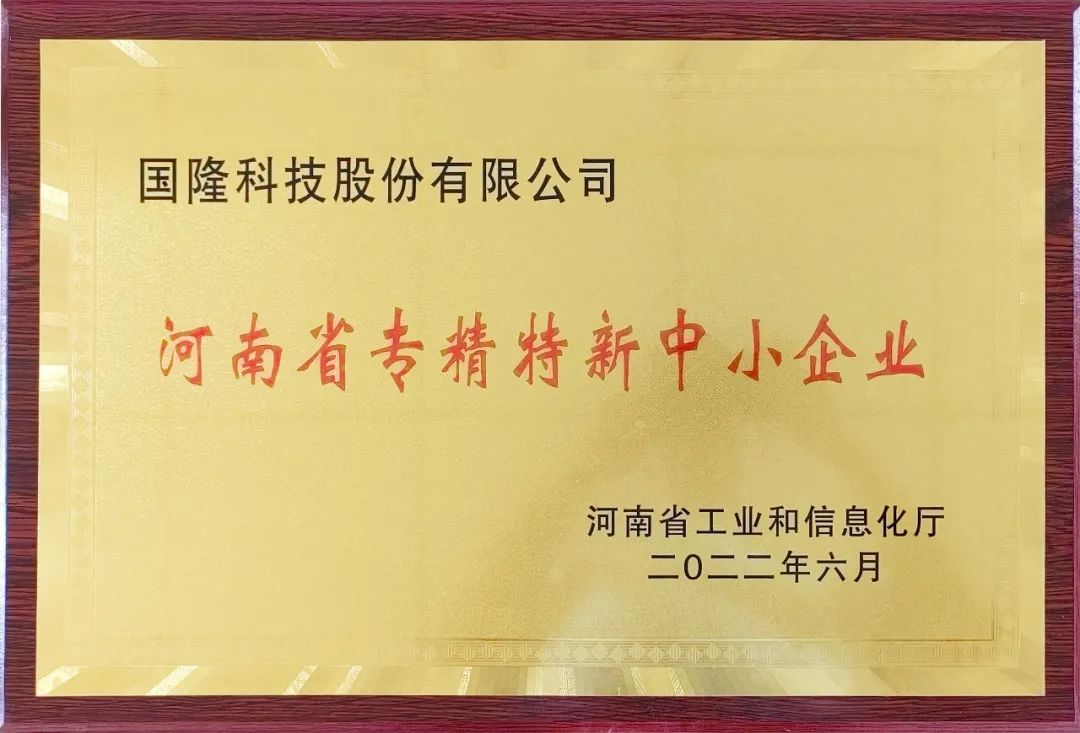 国隆科技股份有限公司
河南省专精特新中小企业
河南省工业和信息化厅
二〇二二年六月